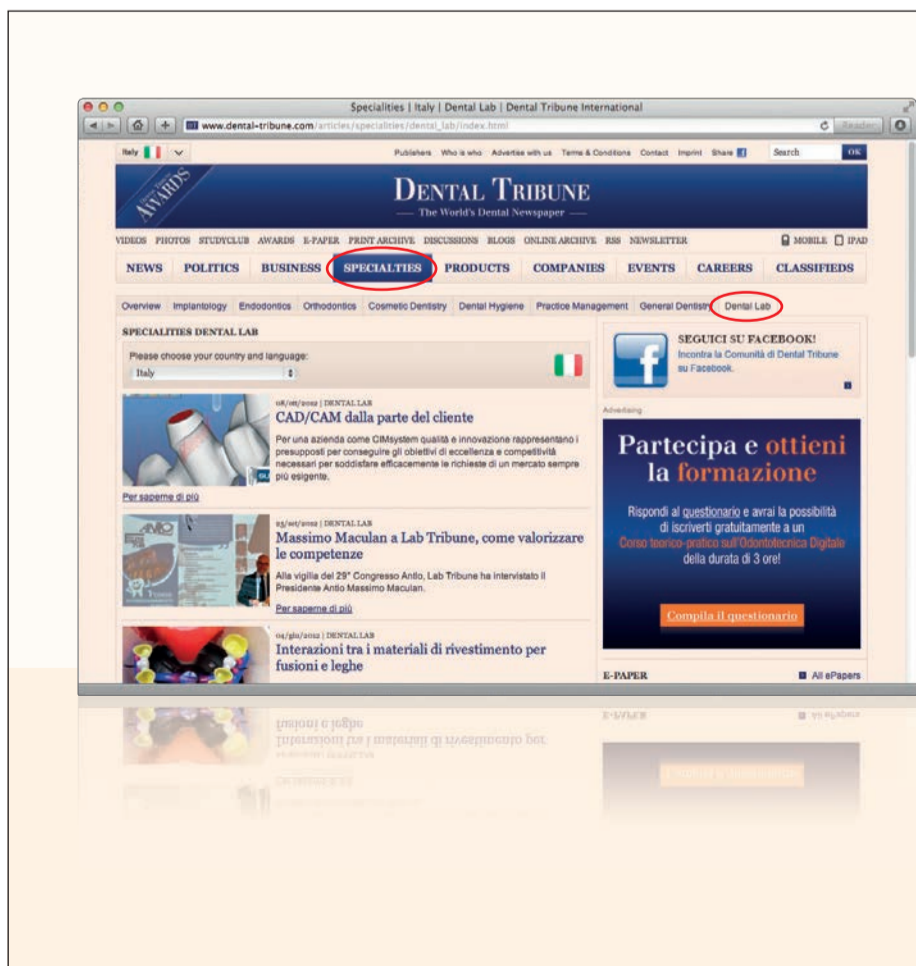 Specialities | Italy | Dental Lab | Dental Tribune International
www.dental-tribune.com/articles/specialities/dental_lab/index.html
Reader
Italy
Publishers Who is who Advertise with us Terms & Conditions Contact Imprint Share
Search OK
AWARDS
DENTAL TRIBUNE
The World's Dental Newspaper
VIDEOS PHOTOS STUDYCLUB AWARDS E-PAPER PRINT ARCHIVE DISCUSSIONS BLOGS ONLINE ARCHIVE RSS NEWSLETTER MOBILE IPAD
NEWS POLITICS BUSINESS SPECIALTIES PRODUCTS COMPANIES EVENTS CAREERS CLASSIFIEDS
Overview Implantology Endodontics Orthodontics Cosmetic Dentistry Dental Hygiene Practice Management General Dentistry Dental Lab
SPECIALITIES DENTAL LAB
Please choose your country and language:
Italy
| DENTAL LAB
CAD/CAM dalla parte del cliente
Per una azienda come CIMsystem qualità e innovazione rappresentano i
presupposti per conseguire gli obiettivi di eccellenza e competitività
necessari per soddisfare efficacemente le richieste di un mercato sempre
più esigente.
Per saperne di più
25/set/2012 | DENTAL LAB
Massimo Maculan a Lab Tribune, come valorizzare
le competenze
Alla vigilia del 29° Congresso Antlo, Lab Tribune ha intervistato il
Presidente Antlo Massimo Maculan.
Per saperne di più
04/giu/2012 | DENTAL LAB
Interazioni tra i materiali di rivestimento per
fusioni e leghe
SEGUICI SU FACEBOOK!
Incontra la Comunità di Dental Tribune
su Facebook.
Advertising
Partecipa e ottieni
la formazione
Rispondi al questionario e avrai la possibilità
di iscriverti gratuitamente a un
Corso teorico-pratico sull'Odontotecnica Digitale
della durata di 3 ore!
Compila il questionario
E-PAPER All ePapers